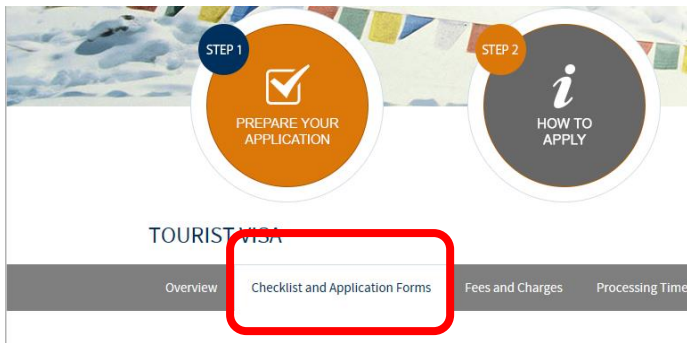 STEP 1
PREPARE YOUR
APPLICATION
STEP 2
i
HOW TO
APPLY
TOURIST VISA
Overview
Checklist and Application Forms
Fees and Charges
Processing Time